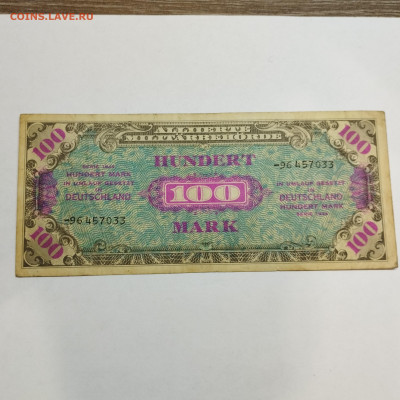 COINS.LAVE.RU
100 ALLIIERTE 100
MILITÄRBEHÖRDE
SERIE 1944
HUNDERT MARK
IN UMLAUF GESETZT
IN
DEUTSCHLAND
-96457033
HUNDERT
100
MARK
-96457033
IN UMLAUF GESETZT
IN
DEUTSCHLAND
HUNDERT MARK
SERIE 1944
100 100